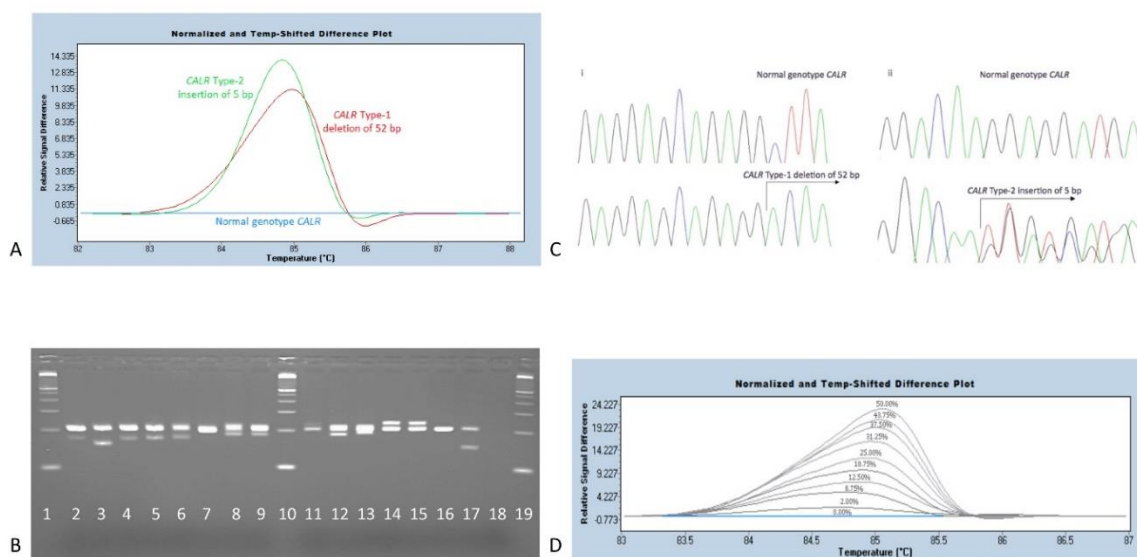 Normalized and Temp-Shifted Difference Plot
14.335
12.835
11.335
9.835
8.335
6.835
5.335
3.835
2.335
0.835
-0.665
Relative Signal Difference
CALR Type-2
insertion of 5 bp
CALR Type-1
deletion of 52 bp
Normal genotype CALR
82 83 84 85 86 87 88
Temperature (°C)
A
i
Normal genotype CALR
CALR Type-1 deletion of 52 bp
ii
Normal genotype CALR
CALR Type-2 insertion of 5 bp
C
1 2 3 4 5 6 7 8 9 10 11 12 13 14 15 16 17 18 19
B
Normalized and Temp-Shifted Difference Plot
24.227
19.227
14.227
9.227
4.227
-0.773
Relative Signal Difference
50.00%
43.75%
37.50%
31.25%
25.00%
18.75%
12.50%
2.00%
0.00%
83 83.5 84 84.5 85 85.5 86 86.5 87
Temperature (°C)
D